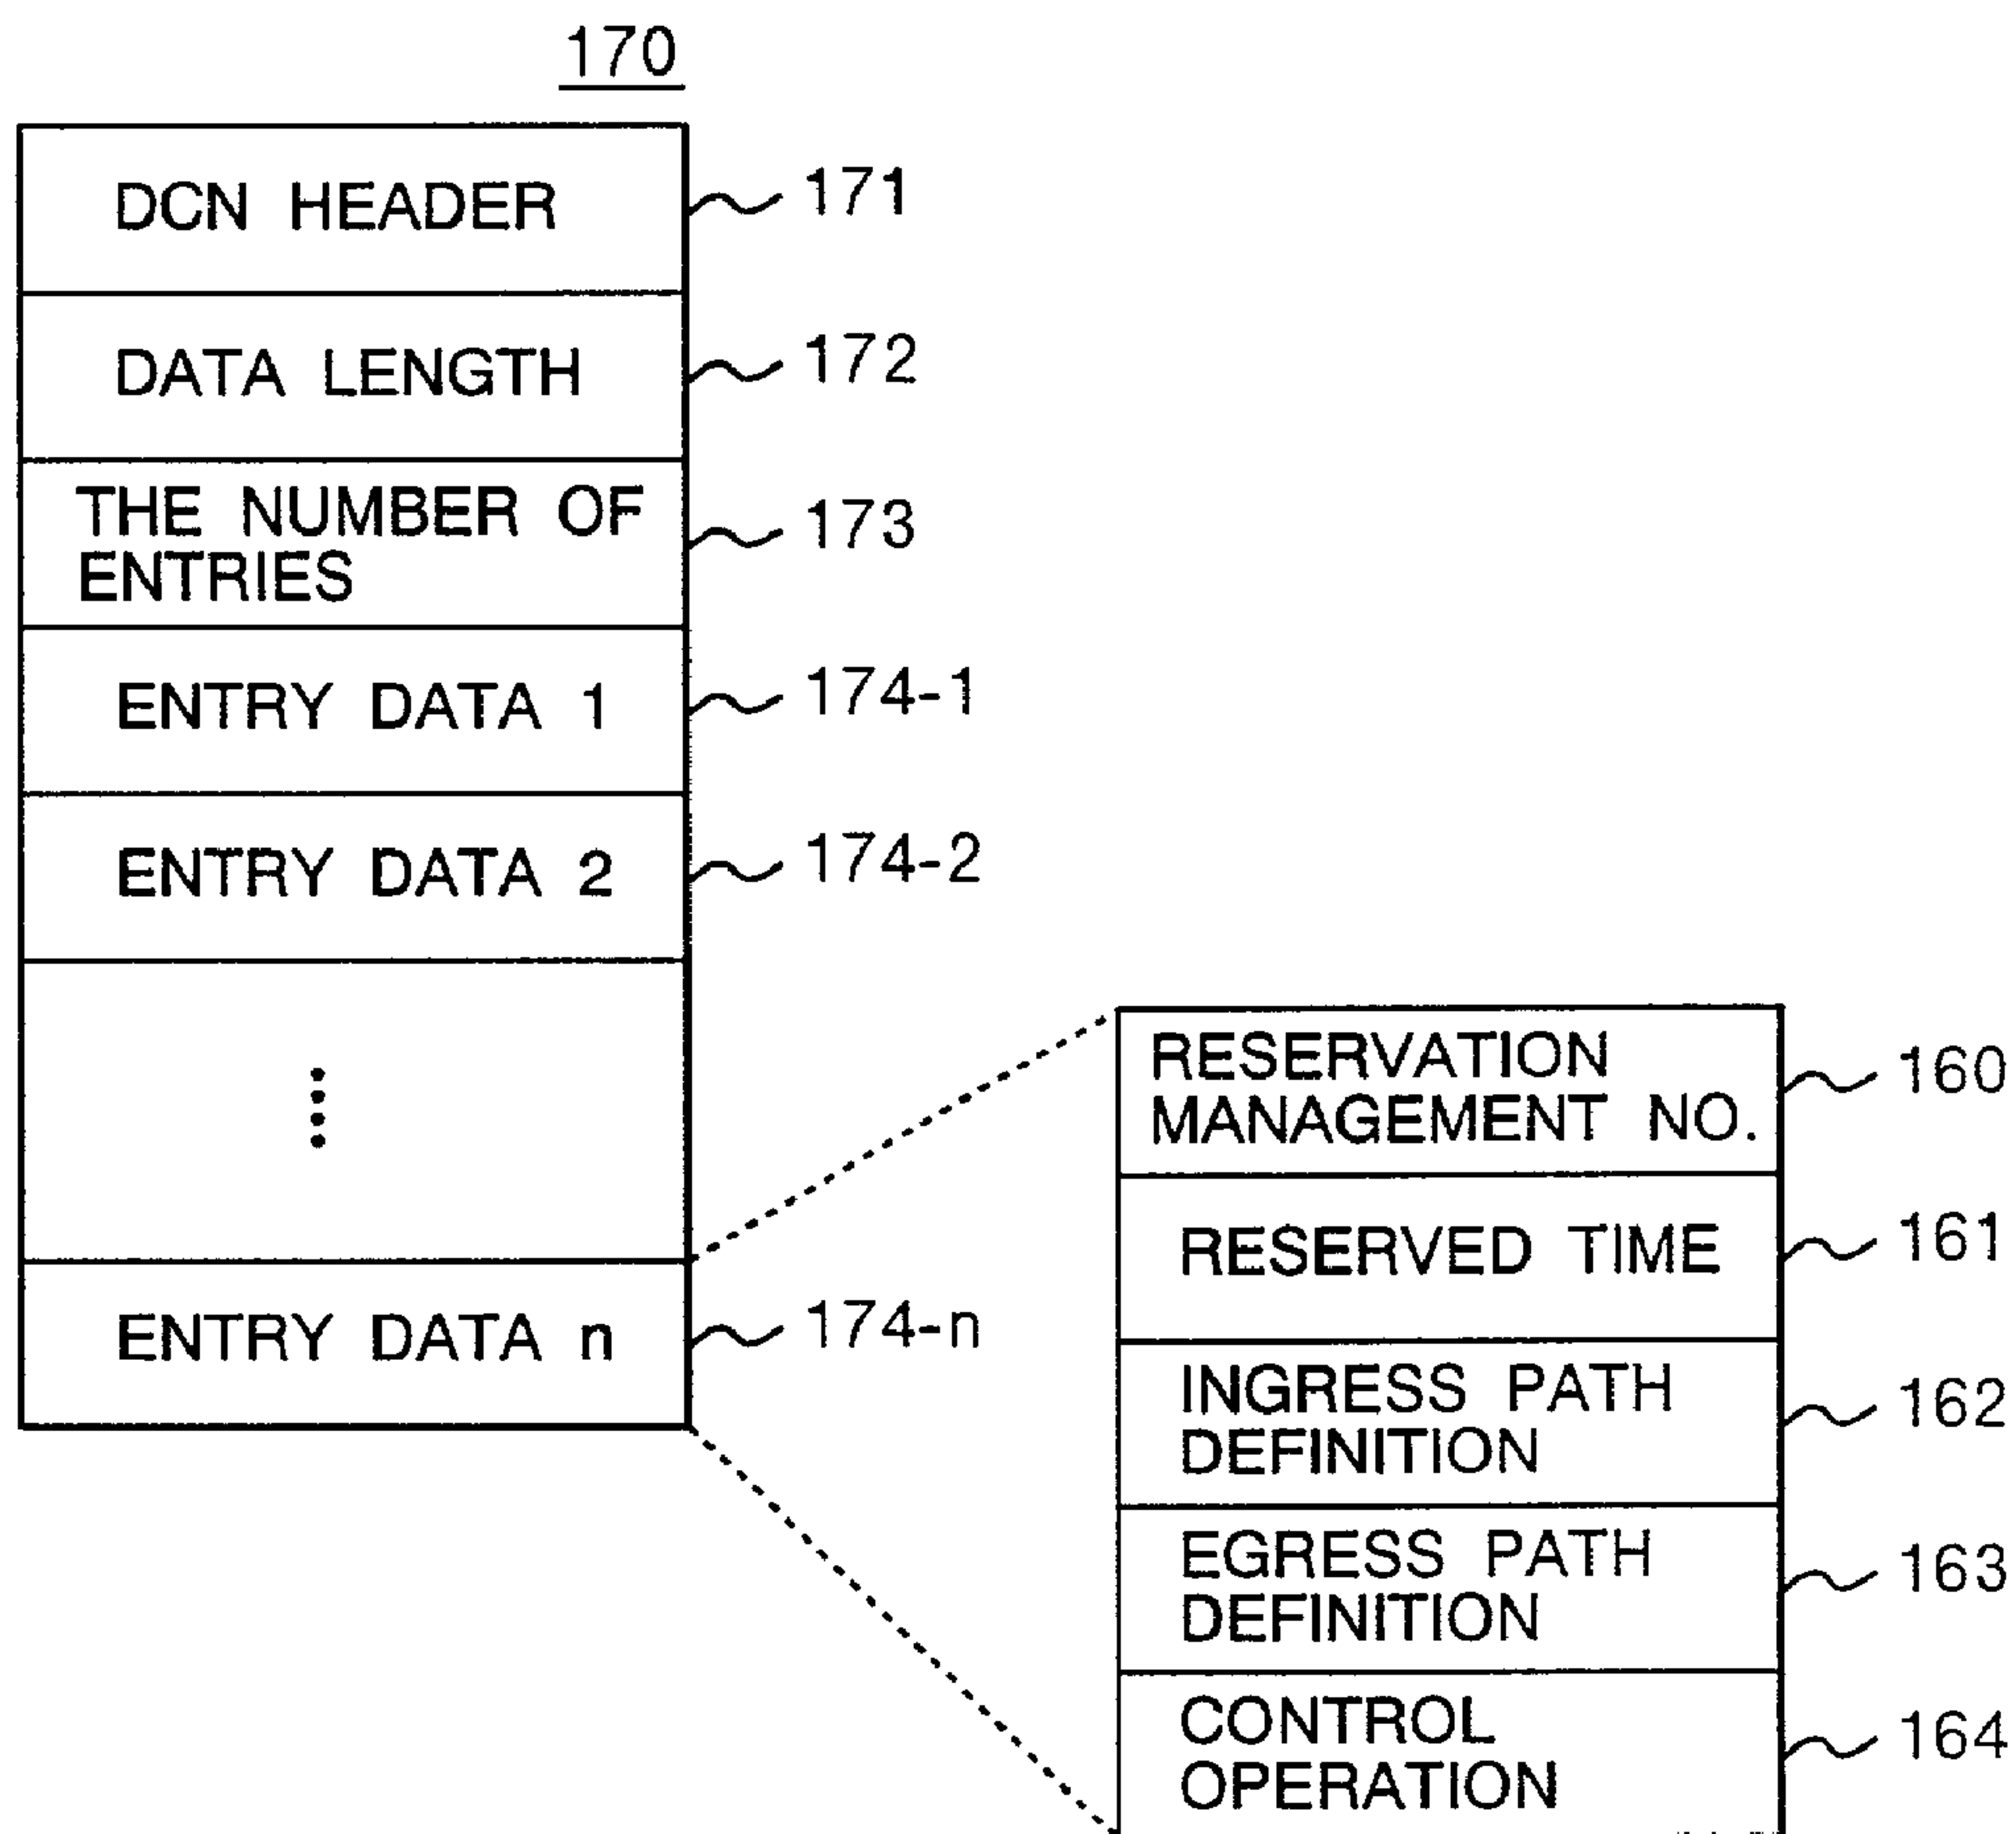 170
DCN HEADER
171
DATA LENGTH
172
THE NUMBER OF
ENTRIES
173
ENTRY DATA 1
174-1
ENTRY DATA 2
174-2
ENTRY DATA n
174-n
RESERVATION
MANAGEMENT NO.
160
RESERVED TIME
161
INGRESS PATH
DEFINITION
162
EGRESS PATH
DEFINITION
163
CONTROL
OPERATION
164